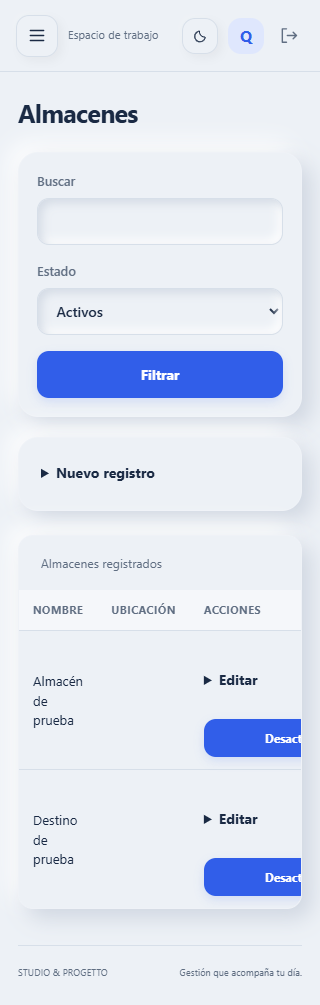 Espacio de trabajo
Q
Almacenes
Buscar
Estado
Activos
Filtrar
Nuevo registro
Almacenes registrados
NOMBRE UBICACIÓN ACCIONES
Almacén
de
prueba
Editar
Desact
Destino
de
prueba
Editar
Desact
STUDIO & PROGETTO
Gestión que acompaña tu día.